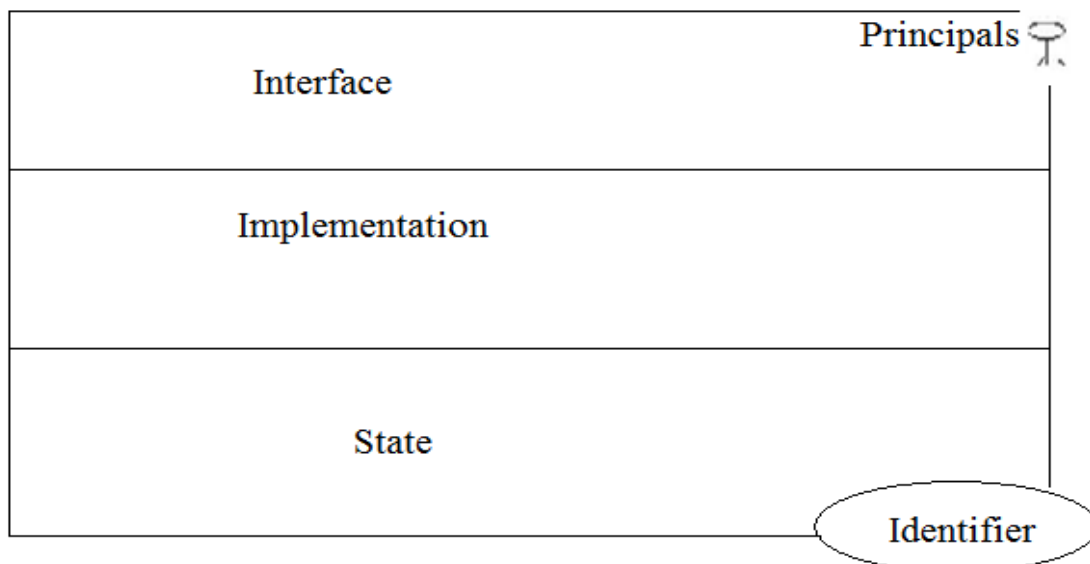 Principals
Interface
Implementation
State
Identifier